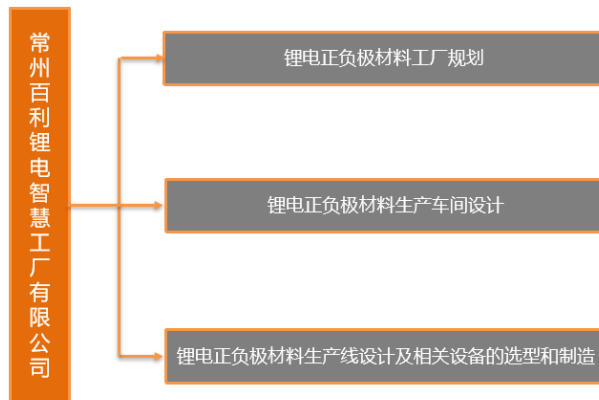 常州百利锂电智慧工厂有限公司
锂电正负极材料工厂规划
锂电正负极材料生产车间设计
锂电正负极材料生产线设计及相关设备的选型和制造